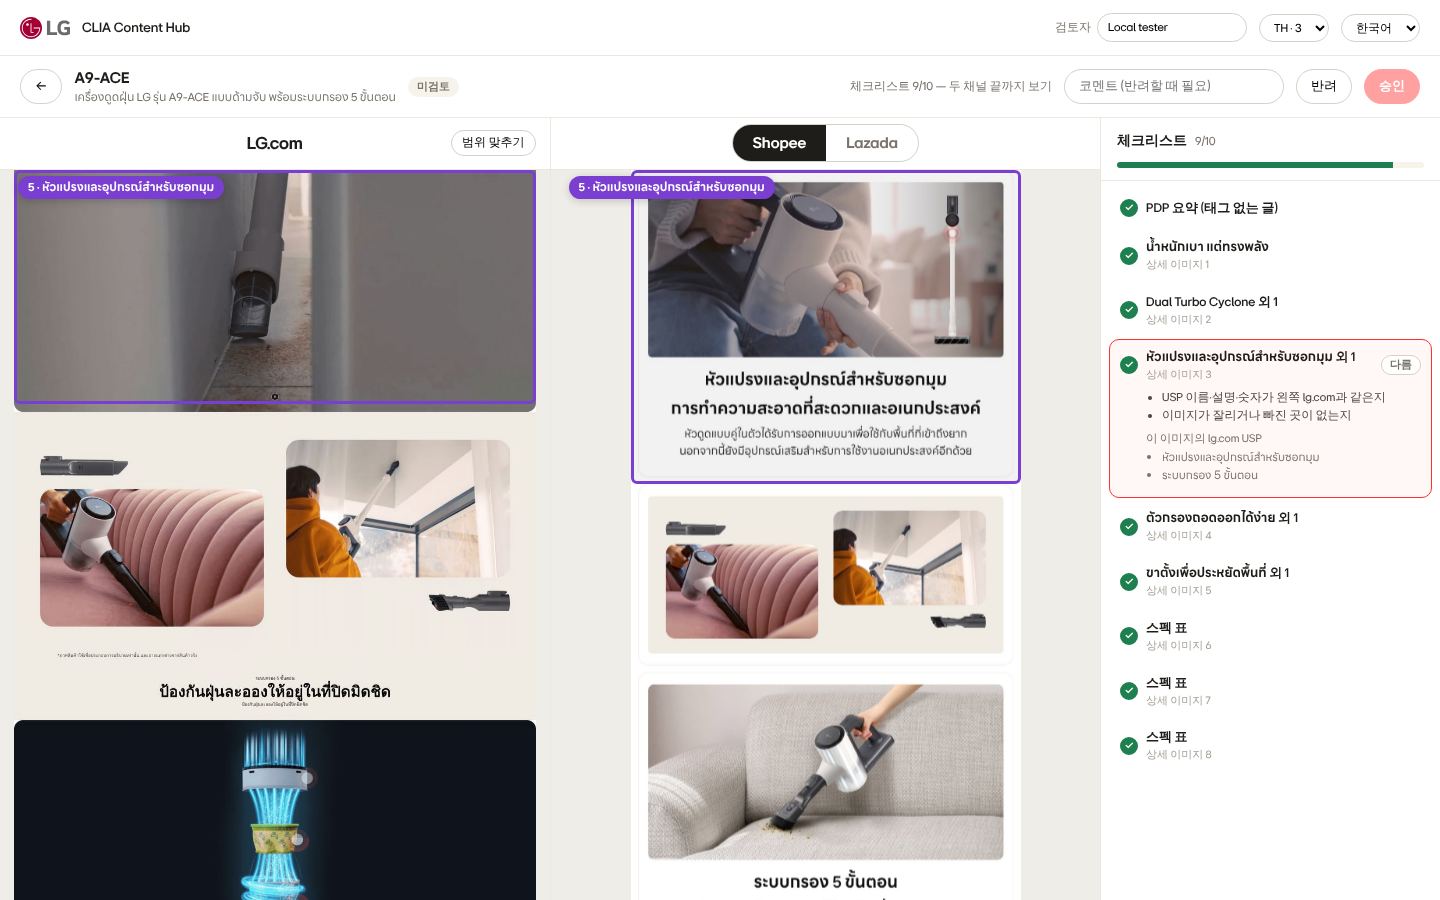 LG CLIA Content Hub
검토자 Local tester TH · 3 한국어
← A9-ACE
เครื่องดูดฝุ่น LG รุ่น A9-ACE แบบด้ามจับ พร้อมระบบกรอง 5 ขั้นตอน
미검토
체크리스트 9/10 — 두 채널 끝까지 보기
코멘트 (반려할 때 필요)
반려 승인
LG.com
범위 맞추기
5 · หัวแปรงและอุปกรณ์สำหรับซอกมุม
ป้องกันฝุ่นละอองให้อยู่ในที่ปิดมิดชิด
Shopee Lazada
5 · หัวแปรงและอุปกรณ์สำหรับซอกมุม
หัวแปรงและอุปกรณ์สำหรับซอกมุม
การทำความสะอาดที่สะดวกและอเนกประสงค์
หัวดูดแบบคู่ในตัวได้รับการออกแบบมาเพื่อใช้กับพื้นที่ที่เข้าถึงยาก
นอกจากนี้ยังมีอุปกรณ์เสริมสำหรับการใช้งานอเนกประสงค์อีกด้วย
ระบบกรอง 5 ขั้นตอน
체크리스트 9/10
PDP 요약 (태그 없는 글)
น้ำหนักเบา แต่ทรงพลัง
상세 이미지 1
Dual Turbo Cyclone 외 1
상세 이미지 2
หัวแปรงและอุปกรณ์สำหรับซอกมุม 외 1
상세 이미지 3
다름
• USP 이름·설명·숫자가 왼쪽 lg.com과 같은지
• 이미지가 잘리거나 빠진 곳이 없는지
이 이미지의 lg.com USP
• หัวแปรงและอุปกรณ์สำหรับซอกมุม
• ระบบกรอง 5 ขั้นตอน
ตัวกรองถอดออกได้ง่าย 외 1
상세 이미지 4
ขาตั้งเพื่อประหยัดพื้นที่ 외 1
상세 이미지 5
스펙 표
상세 이미지 6
스펙 표
상세 이미지 7
스펙 표
상세 이미지 8